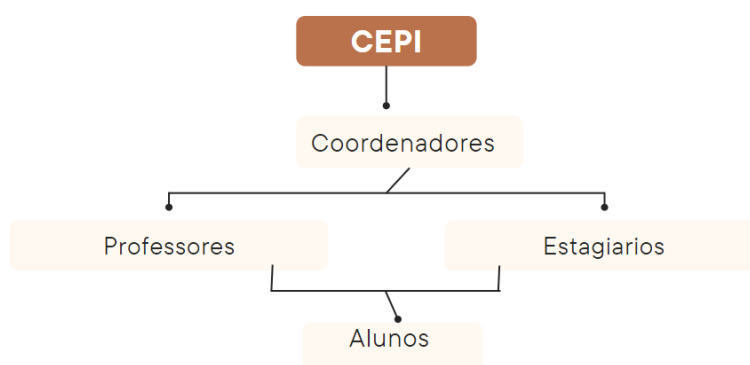 CEPI
Coordenadores
Professores
Estagiarios
Alunos